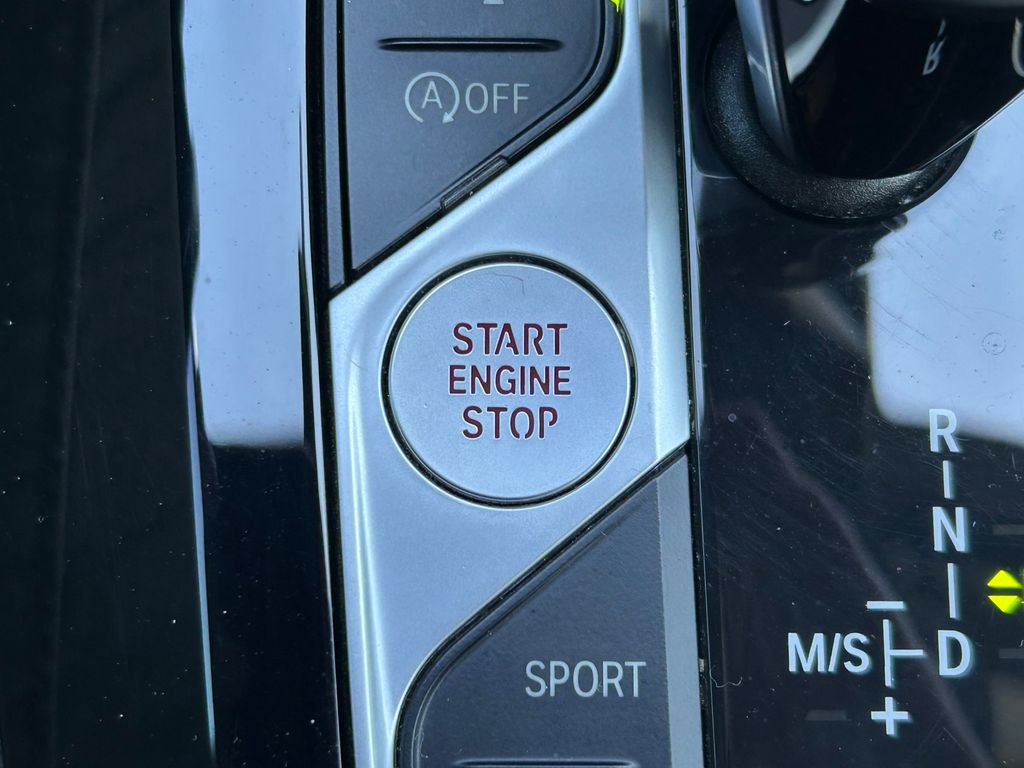 R
A OFF
START
ENGINE
STOP
R
N
M/S D
+
SPORT